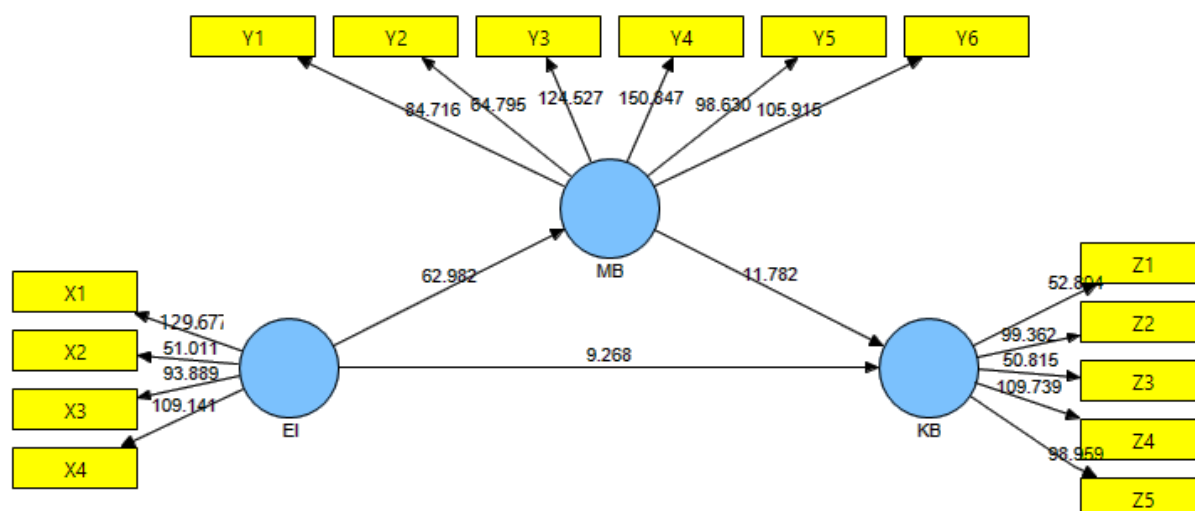 Y1
Y2
Y3
Y4
Y5
Y6
84.716
64.795
124.527
150.847
98.630
105.915
MB
62.982
11.782
9.268
X1
X2
X3
X4
129.677
51.011
93.889
109.141
EI
KB
52.804
99.362
50.815
109.739
98.959
Z1
Z2
Z3
Z4
Z5